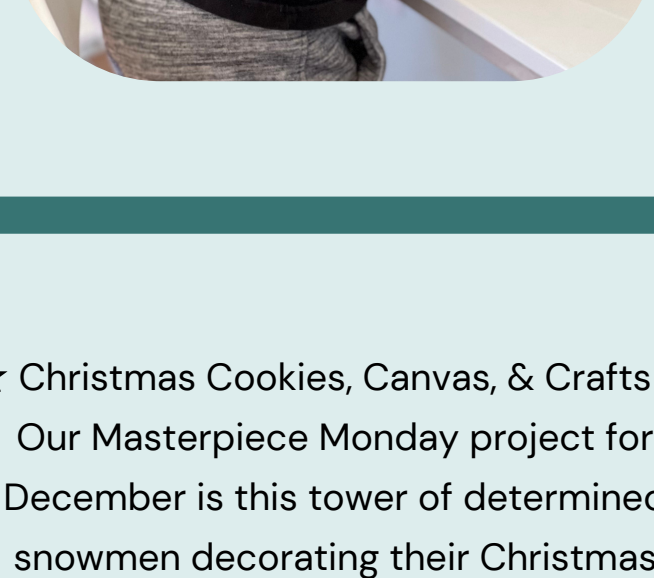 Christmas Cookies, Canvas, & Crafts
Our Masterpiece Monday project for
December is this tower of determined
snowmen decorating their Christmas